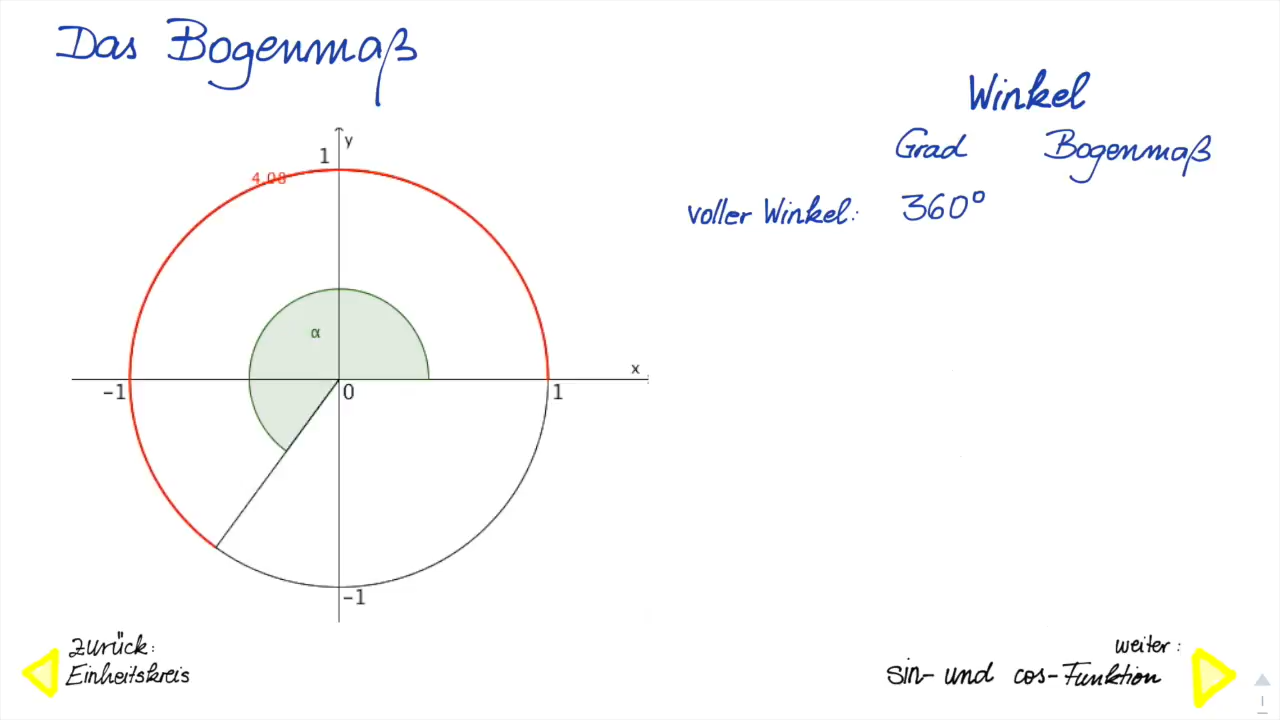 Das Bogenmaß
Winkel
Grad Bogenmaß
voller Winkel: 360°
y
1
4.08
α
x
-1
0
1
-1
zurück:
Einheitskreis
weiter:
sin- und cos-Funktion